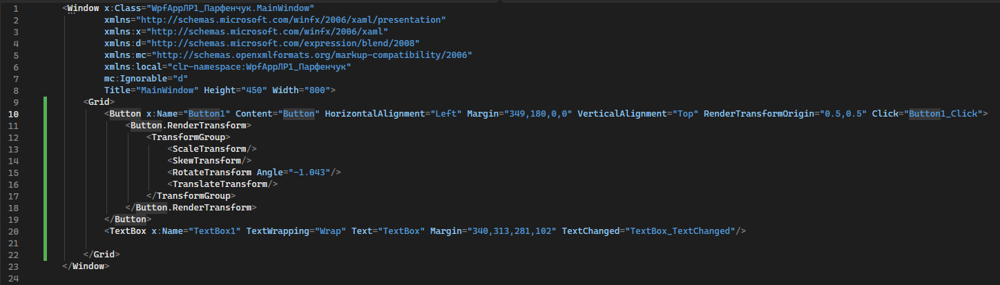 1 <Window x:Class="WpfAppЛР1_Парфенчук.MainWindow"
2 xmlns="http://schemas.microsoft.com/winfx/2006/xaml/presentation"
3 xmlns:x="http://schemas.microsoft.com/winfx/2006/xaml"
4 xmlns:d="http://schemas.microsoft.com/expression/blend/2008"
5 xmlns:mc="http://schemas.openxmlformats.org/markup-compatibility/2006"
6 xmlns:local="clr-namespace:WpfAppЛР1_Парфенчук"
7 mc:Ignorable="d"
8 Title="MainWindow" Height="450" Width="800">
9 <Grid>
10 <Button x:Name="Button1" Content="Button" HorizontalAlignment="Left" Margin="349,180,0,0" VerticalAlignment="Top" RenderTransformOrigin="0.5,0.5" Click="Button1_Click">
11 <Button.RenderTransform>
12 <TransformGroup>
13 <ScaleTransform/>
14 <SkewTransform/>
15 <RotateTransform Angle="-1.043"/>
16 <TranslateTransform/>
17 </TransformGroup>
18 </Button.RenderTransform>
19 </Button>
20 <TextBox x:Name="TextBox1" TextWrapping="Wrap" Text="TextBox" Margin="340,313,281,102" TextChanged="TextBox_TextChanged"/>
21
22 </Grid>
23 </Window>
24